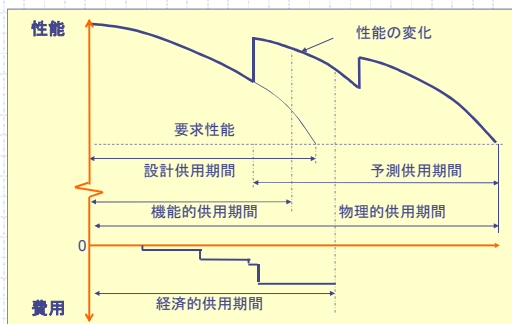 性能
性能の変化
要求性能
設計供用期間
予測供用期間
機能的供用期間
物理的供用期間
0
経済的供用期間
費用